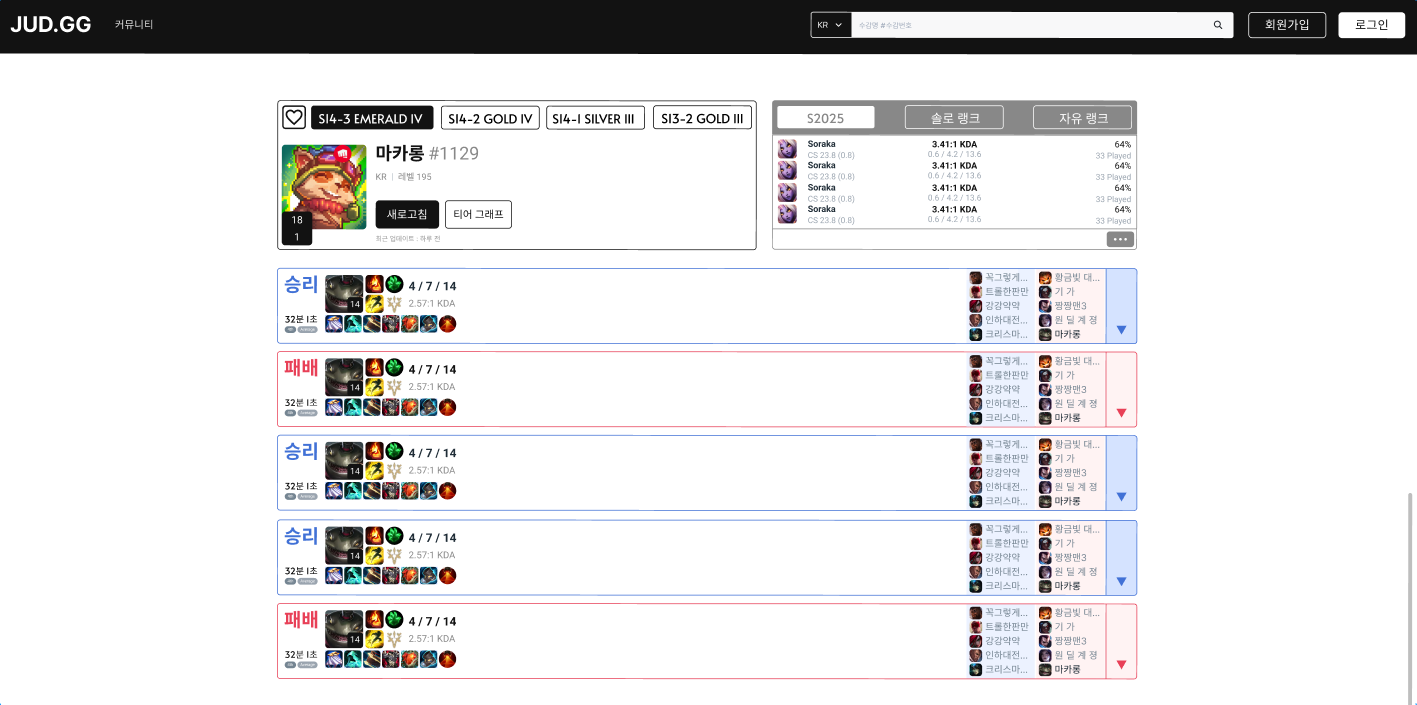 JUD.GG 커뮤니티 KR 수감명 #수감번호 회원가입 로그인
S14-3 EMERALD IV S14-2 GOLD IV S14-1 SILVER III S13-2 GOLD III
마카롱 #1129
KR | 레벨 195
새로고침 티어 그래프
최근 업데이트 : 하루 전
18
1
S2025 솔로 랭크 자유 랭크
Soraka 3.41:1 KDA 64%
CS 23.8 (0.8) 0.6 / 4.2 / 13.6 33 Played
Soraka 3.41:1 KDA 64%
CS 23.8 (0.8) 0.6 / 4.2 / 13.6 33 Played
Soraka 3.41:1 KDA 64%
CS 23.8 (0.8) 0.6 / 4.2 / 13.6 33 Played
Soraka 3.41:1 KDA 64%
CS 23.8 (0.8) 0.6 / 4.2 / 13.6 33 Played
승리
32분 1초
14
4 / 7 / 14
2.57:1 KDA
꼭그렇게... 황금빛 대...
트롤한판만 기 가
강강약약 짱짱맨3
인하대전... 원 딜 계 정
크리스마... 마카롱
패배
32분 1초
14
4 / 7 / 14
2.57:1 KDA
꼭그렇게... 황금빛 대...
트롤한판만 기 가
강강약약 짱짱맨3
인하대전... 원 딜 계 정
크리스마... 마카롱
승리
32분 1초
14
4 / 7 / 14
2.57:1 KDA
꼭그렇게... 황금빛 대...
트롤한판만 기 가
강강약약 짱짱맨3
인하대전... 원 딜 계 정
크리스마... 마카롱
승리
32분 1초
14
4 / 7 / 14
2.57:1 KDA
꼭그렇게... 황금빛 대...
트롤한판만 기 가
강강약약 짱짱맨3
인하대전... 원 딜 계 정
크리스마... 마카롱
패배
32분 1초
14
4 / 7 / 14
2.57:1 KDA
꼭그렇게... 황금빛 대...
트롤한판만 기 가
강강약약 짱짱맨3
인하대전... 원 딜 계 정
크리스마... 마카롱